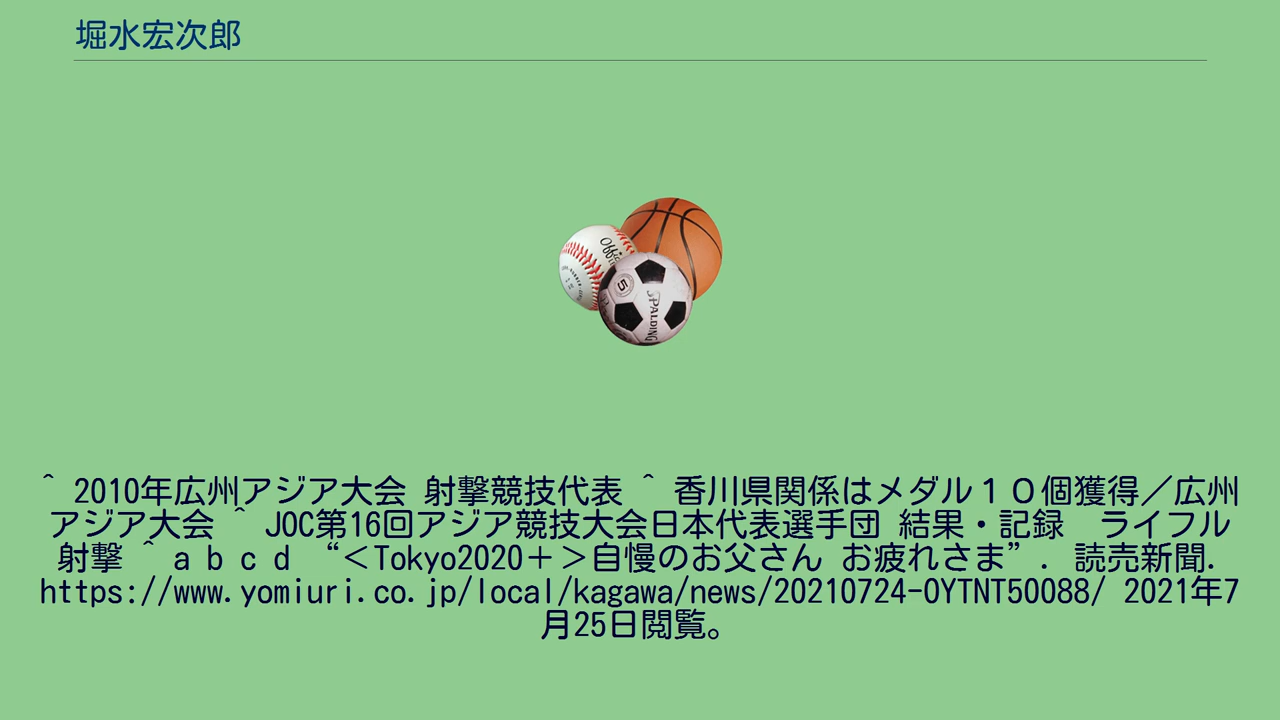 堀水宏次郎
Offici
5
SPALDING
^ 2010年広州アジア大会 射撃競技代表 ^ 香川県関係はメダル１０個獲得／広州
アジア大会 ^ JOC第16回アジア競技大会日本代表選手団 結果・記録　ライフル
射撃 ^ a b c d “＜Tokyo2020＋＞自慢のお父さん お疲れさま”. 読売新聞.
https://www.yomiuri.co.jp/local/kagawa/news/20210724-OYTNT50088/ 2021年7
月25日閲覧。